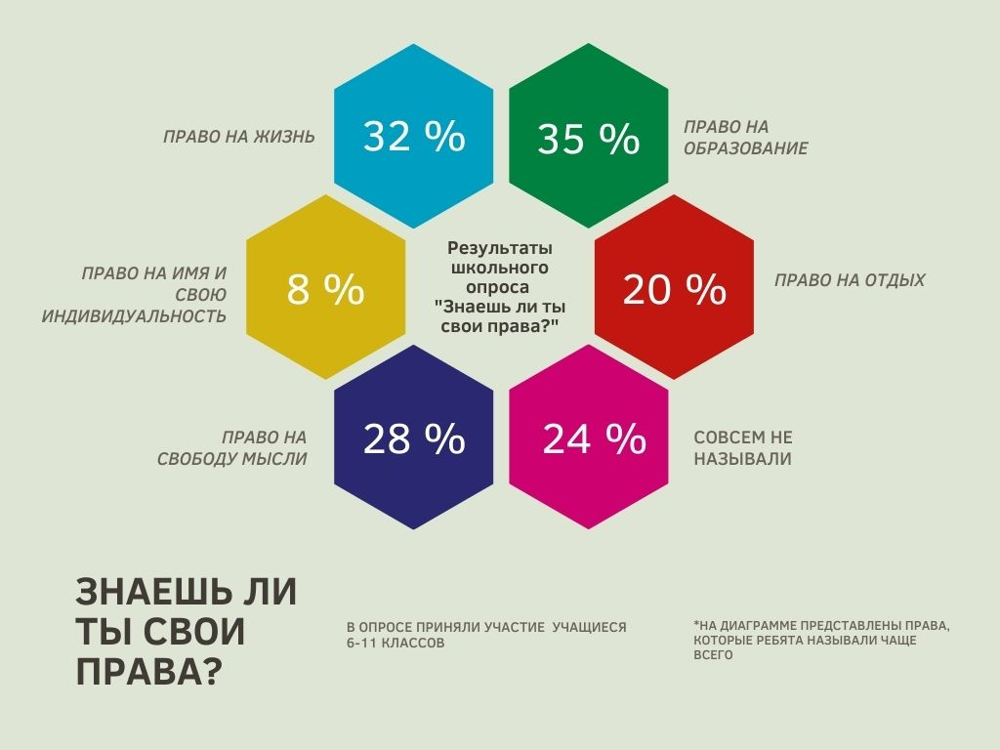 32 %
ПРАВО НА ЖИЗНЬ
35 %
ПРАВО НА
ОБРАЗОВАНИЕ
8 %
ПРАВО НА ИМЯ И
СВОЮ
ИНДИВИДУАЛЬНОСТЬ
Результаты
школьного
опроса
"Знаешь ли ты
свои права?"
20 %
ПРАВО НА ОТДЫХ
28 %
ПРАВО НА
СВОБОДУ МЫСЛИ
24 %
СОВСЕМ НЕ
НАЗЫВАЛИ
ЗНАЕШЬ ЛИ
ТЫ СВОИ
ПРАВА?
В ОПРОСЕ ПРИНЯЛИ УЧАСТИЕ УЧАЩИЕСЯ
6-11 КЛАССОВ
*НА ДИАГРАММЕ ПРЕДСТАВЛЕНЫ ПРАВА,
КОТОРЫЕ РЕБЯТА НАЗЫВАЛИ ЧАЩЕ
ВСЕГО